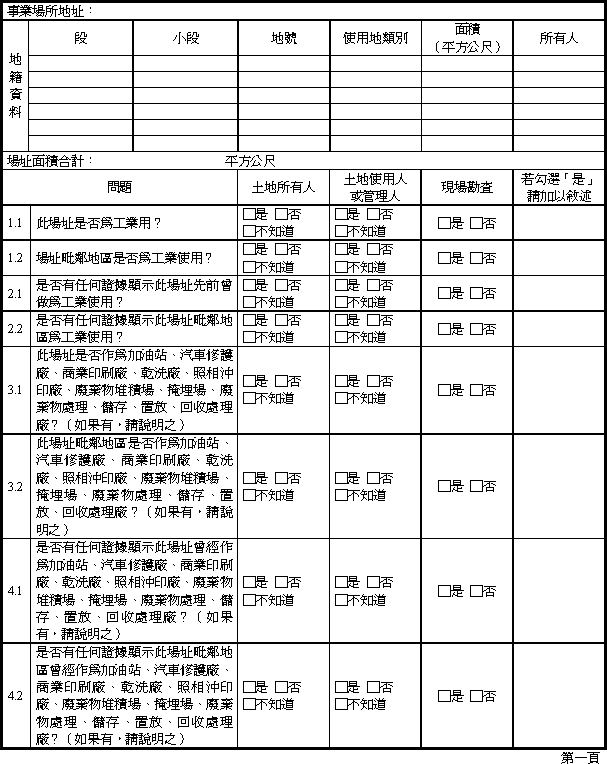 事業場所地址：
地籍資料
段 小段 地號 使用地類別 面積（平方公尺） 所有人
場址面積合計： 平方公尺
問題 土地所有人 土地使用人或管理人 現場勘查 若勾選「是」請加以敘述
1.1 此場址是否為工業用？ □是 □否 □不知道 □是 □否 □不知道 □是 □否
1.2 場址毗鄰地區是否為工業使用？ □是 □否 □不知道 □是 □否 □不知道 □是 □否
2.1 是否有任何證據顯示此場址先前曾
做為工業使用？ □是 □否 □不知道 □是 □否 □不知道 □是 □否
2.2 是否有任何證據顯示此場址毗鄰地
區為工業使用？ □是 □否 □不知道 □是 □否 □不知道 □是 □否
3.1 此場址是否作為加油站、汽車修護
廠、商業印刷廠、乾洗廠、照相沖
印廠、廢棄物堆積場、掩埋場、廢
棄物處理、儲存、置放、回收處理
廠？（如果有，請說明之） □是 □否 □不知道 □是 □否 □不知道 □是 □否
3.2 此場址毗鄰地區是否作為加油站、
汽車修護廠、商業印刷廠、乾洗
廠、照相沖印廠、廢棄物堆積場、
掩埋場、廢棄物處理、儲存、置
放、回收處理廠？（如果有，請說
明之） □是 □否 □不知道 □是 □否 □不知道 □是 □否
4.1 是否有任何證據顯示此場址曾經作
為加油站、汽車修護廠、商業印刷
廠、乾洗廠、照相沖印廠、廢棄物
堆積場、掩埋場、廢棄物處理、儲
存、置放、回收處理廠？（如果
有，請說明之） □是 □否 □不知道 □是 □否 □不知道 □是 □否
4.2 是否有任何證據顯示此場址毗鄰地
區曾經作為加油站、汽車修護廠、
商業印刷廠、乾洗廠、照相沖印
廠、廢棄物堆積場、掩埋場、廢棄
物處理、儲存、置放、回收處理
廠？（如果有，請說明之） □是 □否 □不知道 □是 □否 □不知道 □是 □否
第一頁